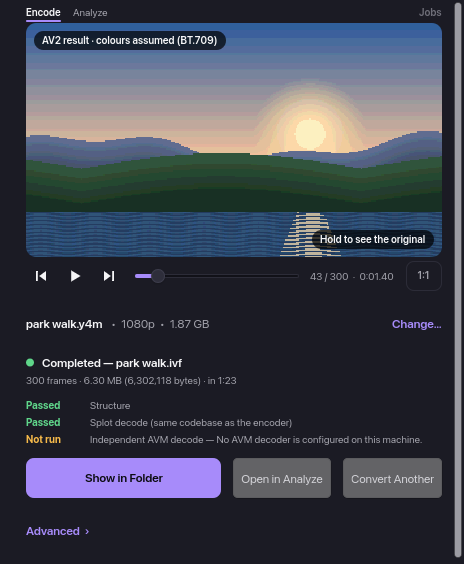 Encode Analyze Jobs
AV2 result · colours assumed (BT.709)
Hold to see the original
43 / 300 · 0:01.40 1:1
park walk.y4m · 1080p · 1.87 GB Change...
Completed — park walk.ivf
300 frames · 6.30 MB (6,302,118 bytes) · in 1:23
Passed Structure
Passed Splot decode (same codebase as the encoder)
Not run Independent AVM decode — No AVM decoder is configured on this machine.
Show in Folder Open in Analyze Convert Another
Advanced ›